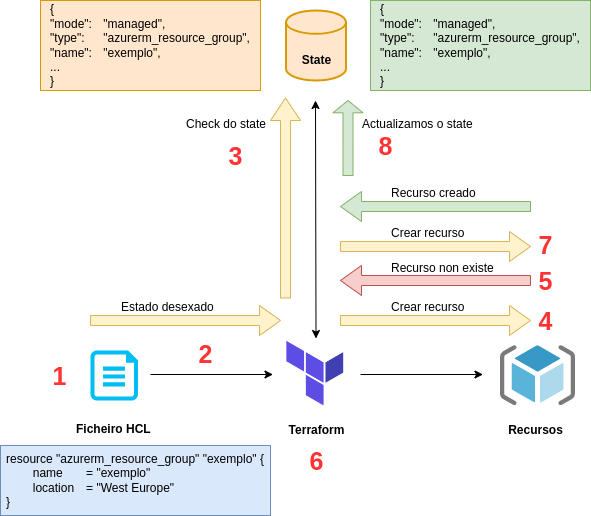 {
"mode": "managed",
"type": "azurerm_resource_group",
"name": "exemplo",
...
}
State
{
"mode": "managed",
"type": "azurerm_resource_group",
"name": "exemplo",
...
}
Check do state
3
Actualizamos o state
8
Recurso creado
Crear recurso
7
Recurso non existe
5
Estado desexado
Crear recurso
4
2
1
Ficheiro HCL
Terraform
Recursos
6
resource "azurerm_resource_group" "exemplo" {
name = "exemplo"
location = "West Europe"
}